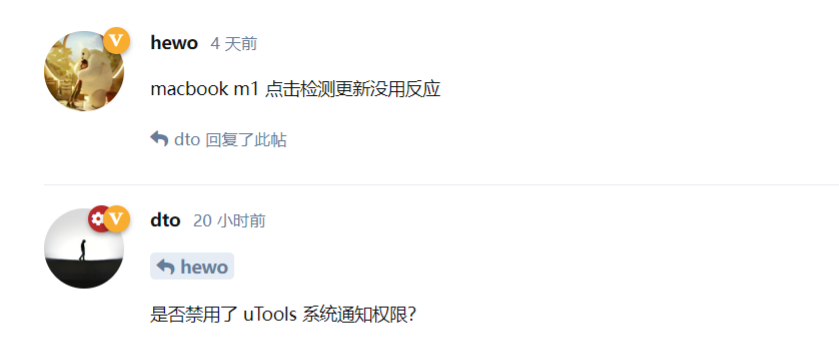 hewo 4 天前
macbook m1 点击检测更新没用反应
dto 回复了此帖
dto 20 小时前
hewo
是否禁用了 uTools 系统通知权限？